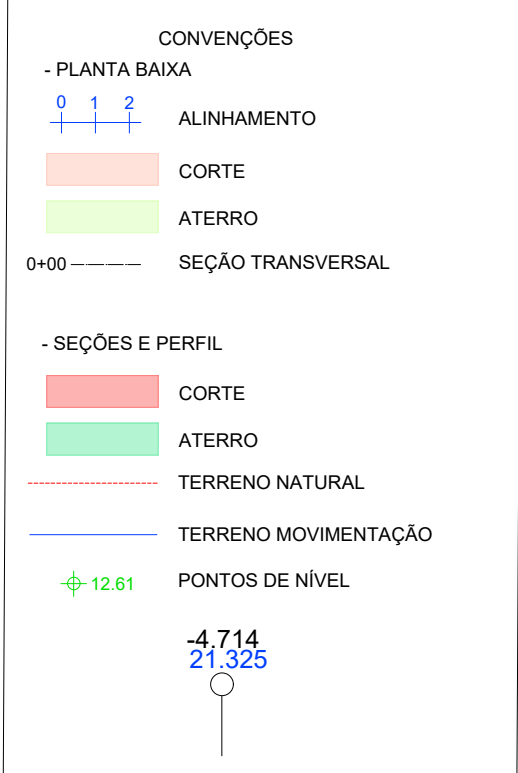 CONVENÇÕES
- PLANTA BAIXA
0 1 2
ALINHAMENTO
CORTE
ATERRO
0+00 SEÇÃO TRANSVERSAL
- SEÇÕES E PERFIL
CORTE
ATERRO
TERRENO NATURAL
TERRENO MOVIMENTAÇÃO
12.61 PONTOS DE NÍVEL
-4.714
21.325